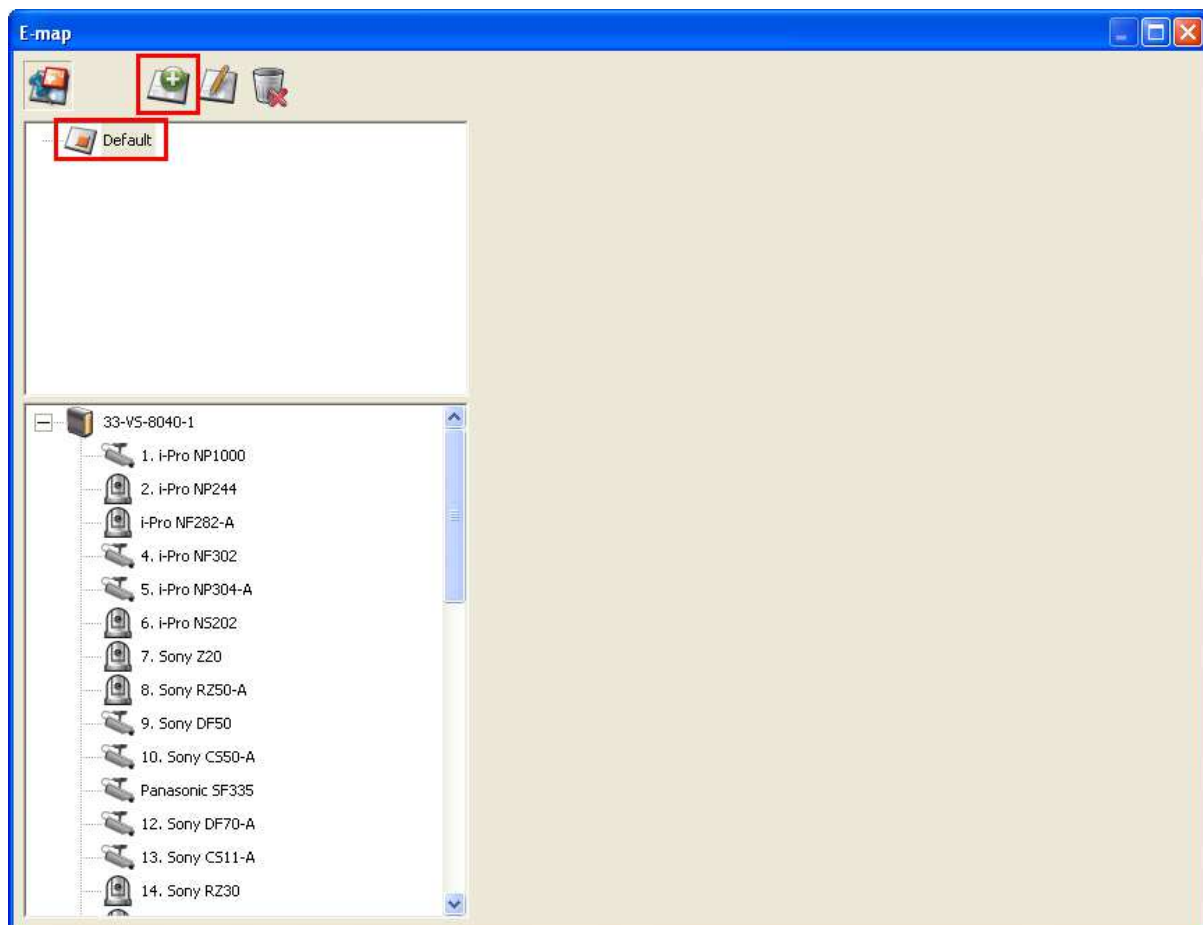 E-map
Default
33-VS-8040-1
1. i-Pro NP1000
2. i-Pro NP244
i-Pro NF282-A
4. i-Pro NF302
5. i-Pro NP304-A
6. i-Pro NS202
7. Sony Z20
8. Sony RZ50-A
9. Sony DF50
10. Sony CS50-A
Panasonic SF335
12. Sony DF70-A
13. Sony CS11-A
14. Sony RZ30